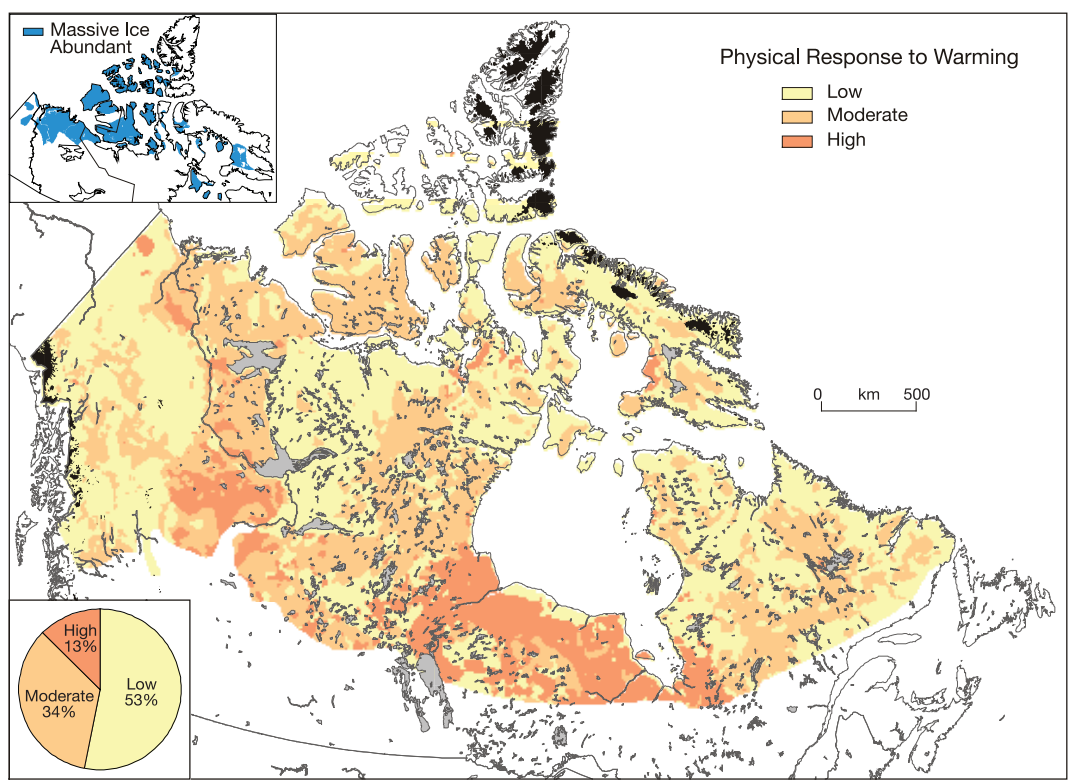 Massive Ice
Abundant
Physical Response to Warming
Low
Moderate
High
0 km 500
High
13%
Moderate
34%
Low
53%